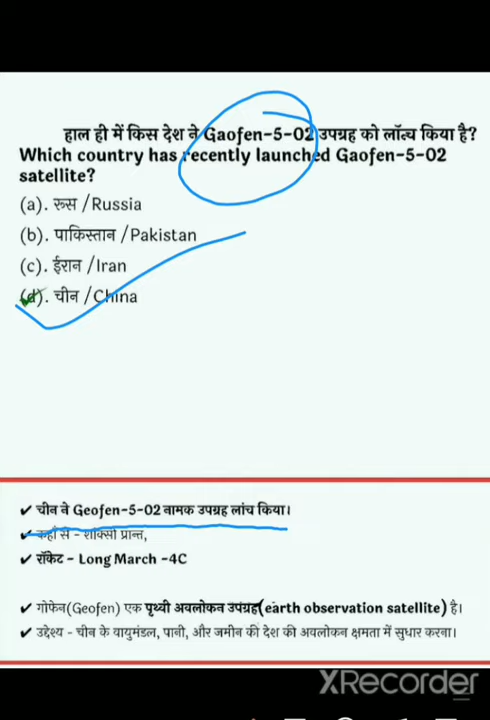 हाल ही में किस देश ने Gaofen-5-02 उपग्रह को लॉन्च किया है?
Which country has recently launched Gaofen-5-02
satellite?
(a). रूस /Russia
(b). पाकिस्तान /Pakistan
(c). ईरान /Iran
(d). चीन /China
✔ चीन ने Geofen-5-02 नामक उपग्रह लांच किया।
✔ कहाँ से - शांक्सी प्रान्त,
✔ रॉकेट - Long March -4C
✔ गोफेन(Geofen) एक पृथ्वी अवलोकन उपग्रह(earth observation satellite) है।
✔ उद्देश्य - चीन के वायुमंडल, पानी, और जमीन की देश की अवलोकन क्षमता में सुधार करना।
XRecorder